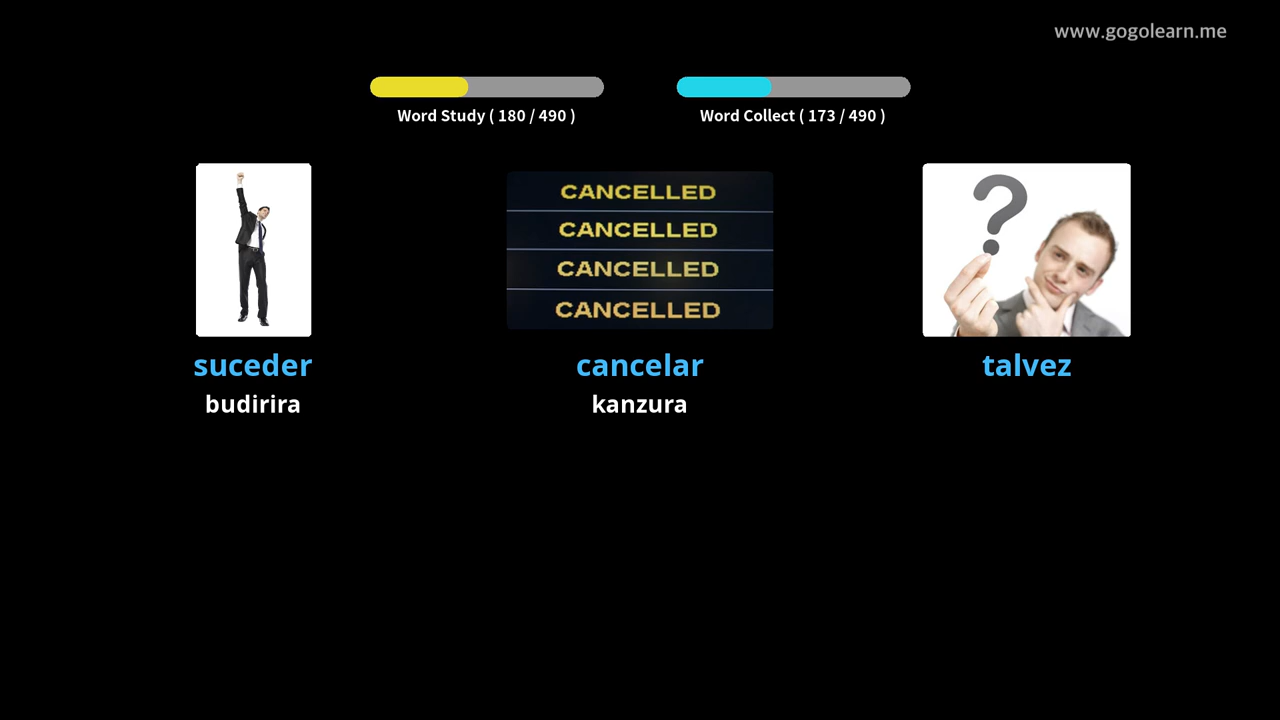 www.gogolearn.me
Word Study ( 180 / 490 )
Word Collect ( 173 / 490 )
CANCELLED
CANCELLED
CANCELLED
CANCELLED
?
suceder
cancelar
talvez
budirira
kanzura